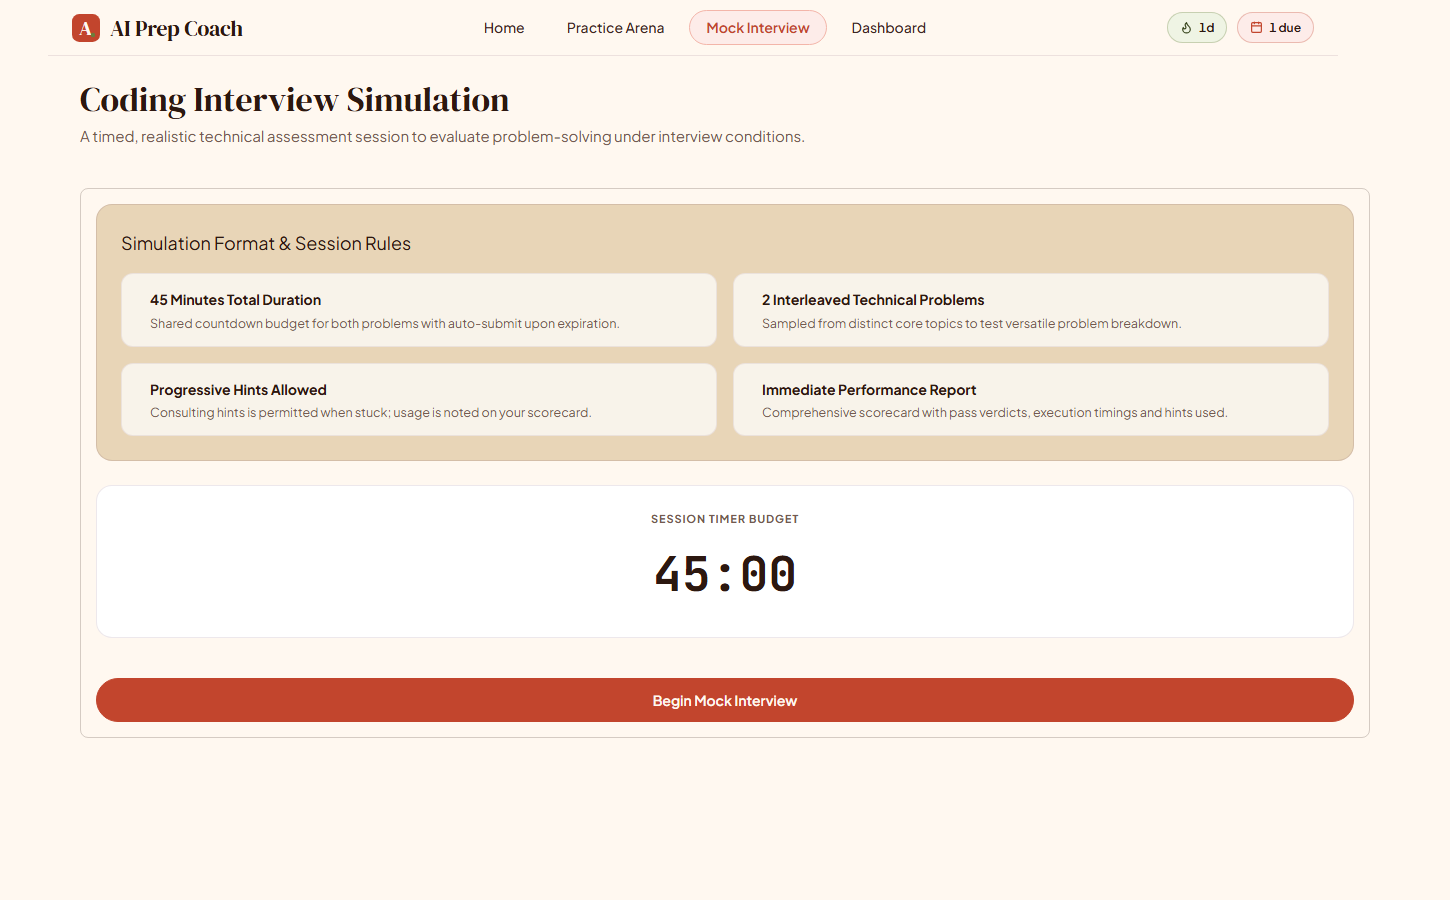 A AI Prep Coach
Home
Practice Arena
Mock Interview
Dashboard
1d
1 due
Coding Interview Simulation
A timed, realistic technical assessment session to evaluate problem-solving under interview conditions.
Simulation Format & Session Rules
45 Minutes Total Duration
Shared countdown budget for both problems with auto-submit upon expiration.
2 Interleaved Technical Problems
Sampled from distinct core topics to test versatile problem breakdown.
Progressive Hints Allowed
Consulting hints is permitted when stuck; usage is noted on your scorecard.
Immediate Performance Report
Comprehensive scorecard with pass verdicts, execution timings and hints used.
SESSION TIMER BUDGET
45:00
Begin Mock Interview